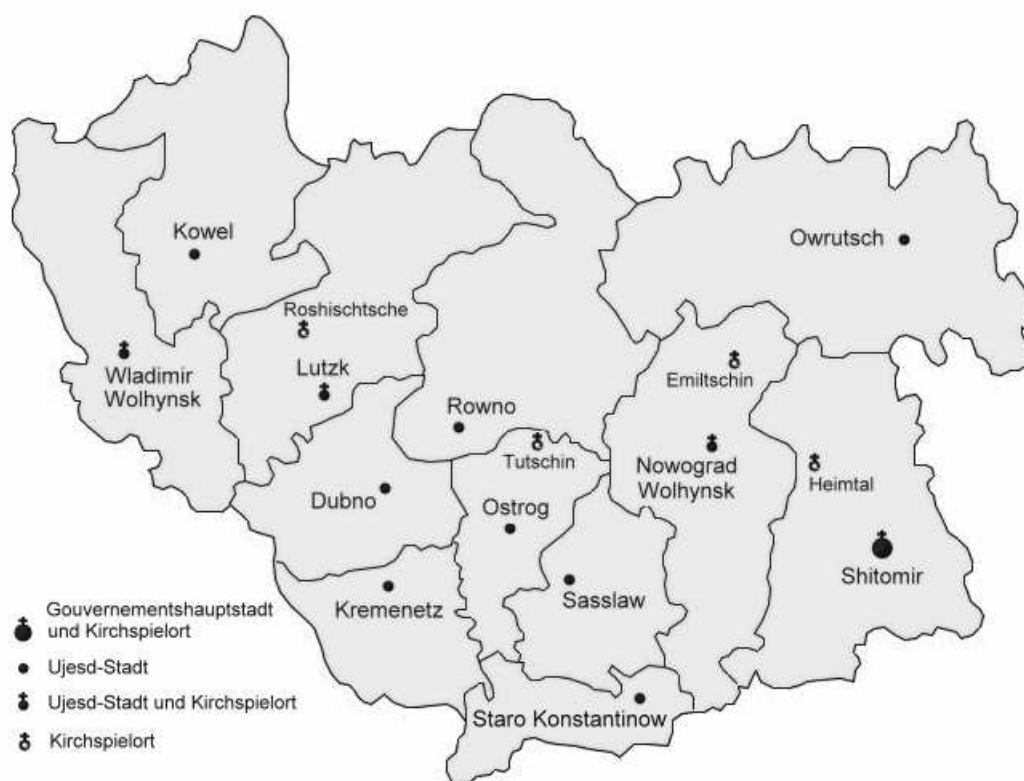 Kowel
Owrutsch
Roshischtsche
Wladimir
Wolhynsk
Lutzk
Emiltschin
Rowno
Tutschin
Nowograd
Wolhynsk
Heimtal
Dubno
Ostrog
Shitomir
Kremenetz
Sasslaw
Staro Konstantinow
Gouvernementshauptstadt
und Kirchspielort
Ujesd-Stadt
Ujesd-Stadt und Kirchspielort
Kirchspielort